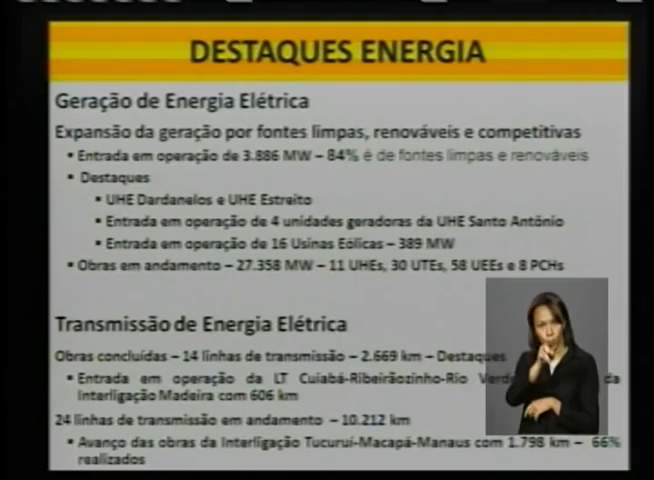 DESTAQUES ENERGIA
Geração de Energia Elétrica
Expansão da geração por fontes limpas, renováveis e competitivas
▪ Entrada em operação de 3.886 MW – 84% é de fontes limpas e renováveis
▪ Destaques
▪ UHE Dardanelos e UHE Estreito
▪ Entrada em operação de 4 unidades geradoras da UHE Santo Antônio
▪ Entrada em operação de 16 Usinas Eólicas – 389 MW
▪ Obras em andamento – 27.358 MW – 11 UHEs, 30 UTEs, 58 UEEs e 8 PCHs
Transmissão de Energia Elétrica
Obras concluídas – 14 linhas de transmissão – 2.669 km – Destaques
▪ Entrada em operação da LT Cuiabá-Ribeirãozinho-Rio da
Interligação Madeira com 606 km
24 linhas de transmissão em andamento – 10.212 km
▪ Avanço das obras da Interligação Tucuruí-Macapá-Manaus com 1.798 km – 66%
realizados